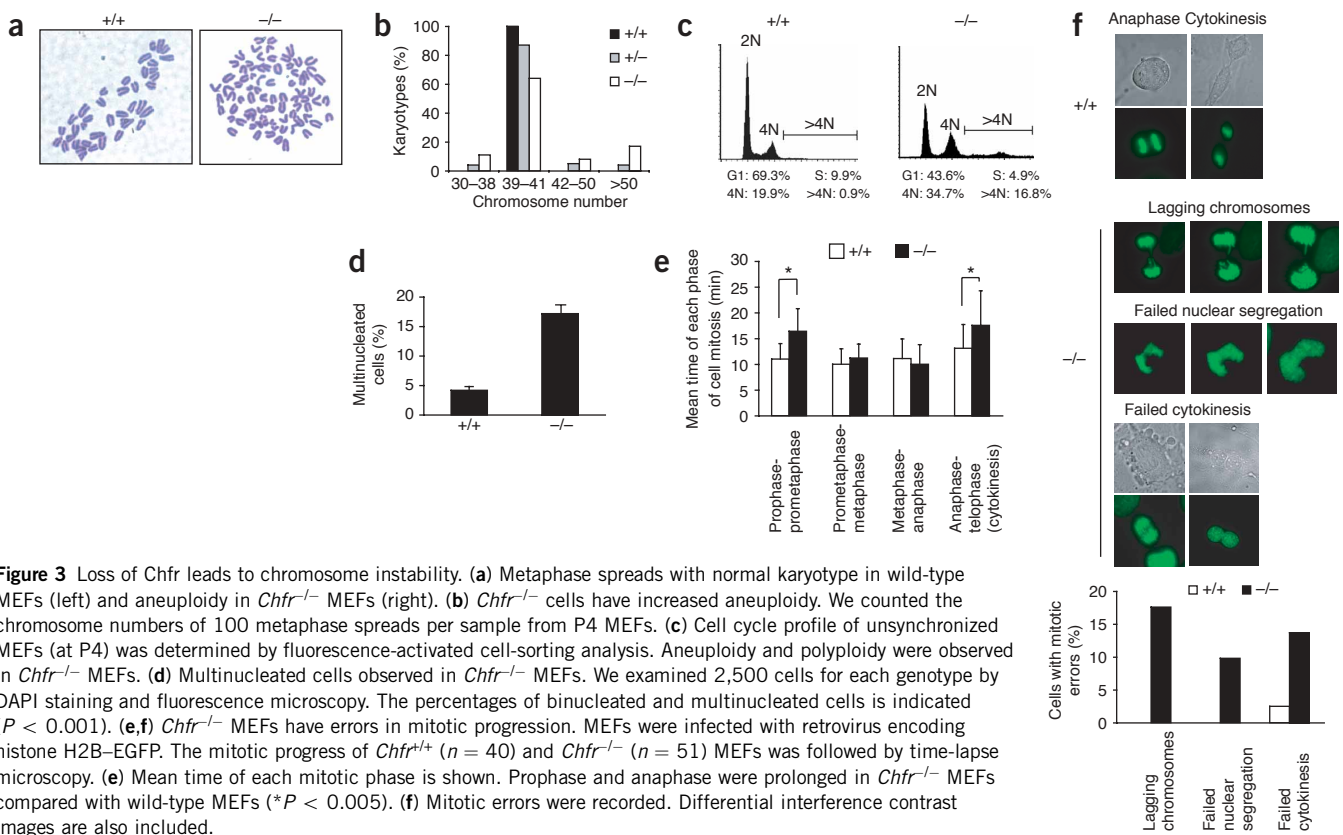 a
+/+
–/–
b
100
80
60
40
20
0
Karyotypes (%)
+/+
+/–
–/–
30–38
39–41
42–50
>50
Chromosome number
c
+/+
2N
4N
>4N
G1: 69.3%
S: 9.9%
4N: 19.9%
>4N: 0.9%
–/–
2N
4N
>4N
G1: 43.6%
S: 4.9%
4N: 34.7%
>4N: 16.8%
d
20
15
10
5
0
Multinucleated
cells (%)
+/+
–/–
e
+/+
–/–
30
25
20
15
10
5
0
Mean time of each phase
of cell mitosis (min)
*
*
Prophase-
prometaphase
Prometaphase-
metaphase
Metaphase-
anaphase
Anaphase-
telophase
(cytokinesis)
f
Anaphase Cytokinesis
+/+
Lagging chromosomes
Failed nuclear segregation
–/–
Failed cytokinesis
+/+
–/–
20
15
10
5
0
Cells with mitotic
errors (%)
Lagging
chromosomes
Failed
nuclear
segregation
Failed
cytokinesis
Figure 3 Loss of Chfr leads to chromosome instability. (a) Metaphase spreads with normal karyotype in wild-type
MEFs (left) and aneuploidy in Chfr–/– MEFs (right). (b) Chfr–/– cells have increased aneuploidy. We counted the
chromosome numbers of 100 metaphase spreads per sample from P4 MEFs. (c) Cell cycle profile of unsynchronized
MEFs (at P4) was determined by fluorescence-activated cell-sorting analysis. Aneuploidy and polyploidy were observed
in Chfr–/– MEFs. (d) Multinucleated cells observed in Chfr–/– MEFs. We examined 2,500 cells for each genotype by
DAPI staining and fluorescence microscopy. The percentages of binucleated and multinucleated cells is indicated
(P < 0.001). (e,f) Chfr–/– MEFs have errors in mitotic progression. MEFs were infected with retrovirus encoding
histone H2B–EGFP. The mitotic progress of Chfr+/+ (n = 40) and Chfr–/– (n = 51) MEFs was followed by time-lapse
microscopy. (e) Mean time of each mitotic phase is shown. Prophase and anaphase were prolonged in Chfr–/– MEFs
compared with wild-type MEFs (*P < 0.005). (f) Mitotic errors were recorded. Differential interference contrast
images are also included.